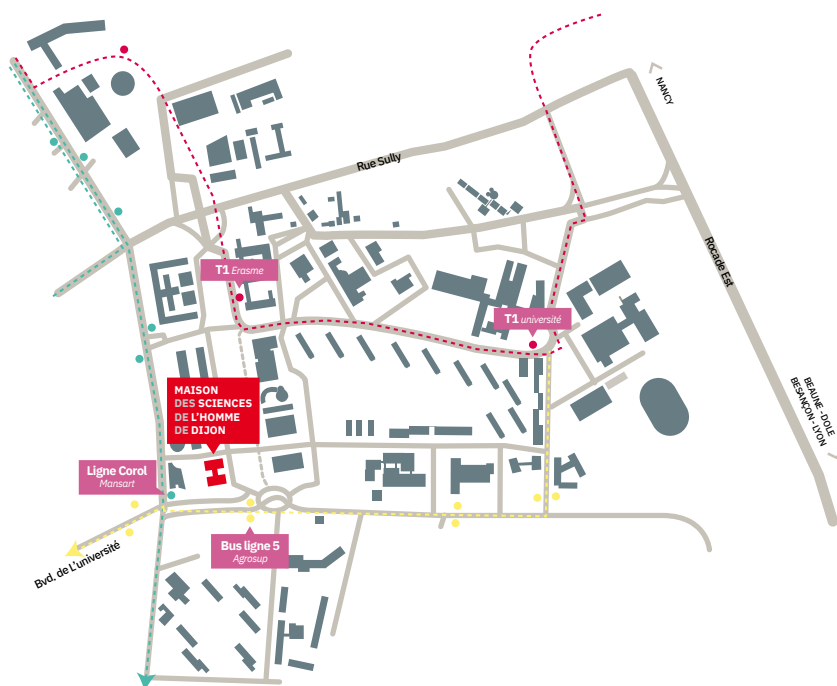 NANCY
Rue Sully
Rocade Est
T1 Erasme
T1 université
MAISON
DES SCIENCES
DE L'HOMME
DE DIJON
BEAUNE - DOLE
BESANÇON - LYON
Ligne Corol
Mansart
Bus ligne 5
Agrosup
Bvd. de L'université